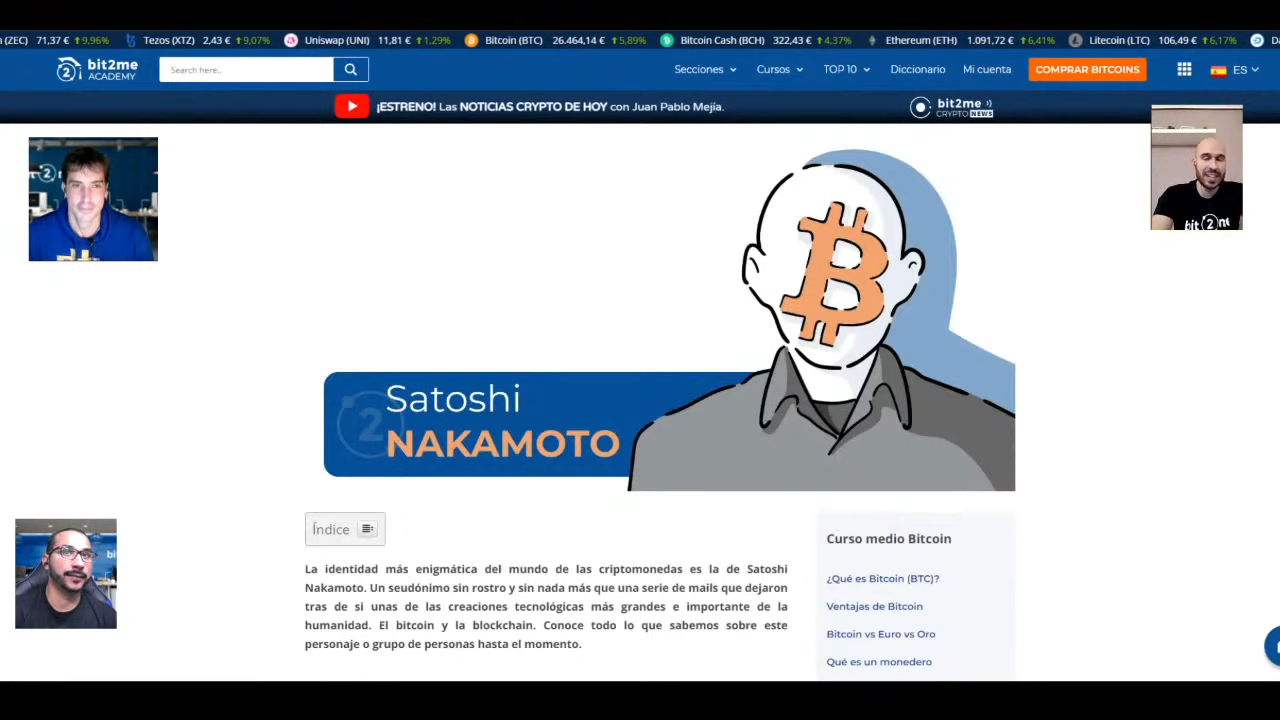 (ZEC) 71,37 € ↑9,96% Tezos (XTZ) 2,43 € ↑9,07% Uniswap (UNI) 11,81 € ↑1,29% Bitcoin (BTC) 26.464,14 € ↑5,89% Bitcoin Cash (BCH) 322,43 € ↑4,37% Ethereum (ETH) 1.091,72 € ↑6,41% Litecoin (LTC) 106,49 € ↑6,17%
bit2me
ACADEMY
Search here..
Secciones Cursos TOP 10 Diccionario Mi cuenta COMPRAR BITCOINS ES
¡ESTRENO! Las NOTICIAS CRYPTO DE HOY con Juan Pablo Mejía.
bit2me
CRYPTO NEWS
bit2me
Satoshi
NAKAMOTO
Índice
La identidad más enigmática del mundo de las criptomonedas es la de Satoshi
Nakamoto. Un seudónimo sin rostro y sin nada más que una serie de mails que dejaron
tras de si unas de las creaciones tecnológicas más grandes e importante de la
humanidad. El bitcoin y la blockchain. Conoce todo lo que sabemos sobre este
personaje o grupo de personas hasta el momento.
Curso medio Bitcoin
¿Qué es Bitcoin (BTC)?
Ventajas de Bitcoin
Bitcoin vs Euro vs Oro
Qué es un monedero